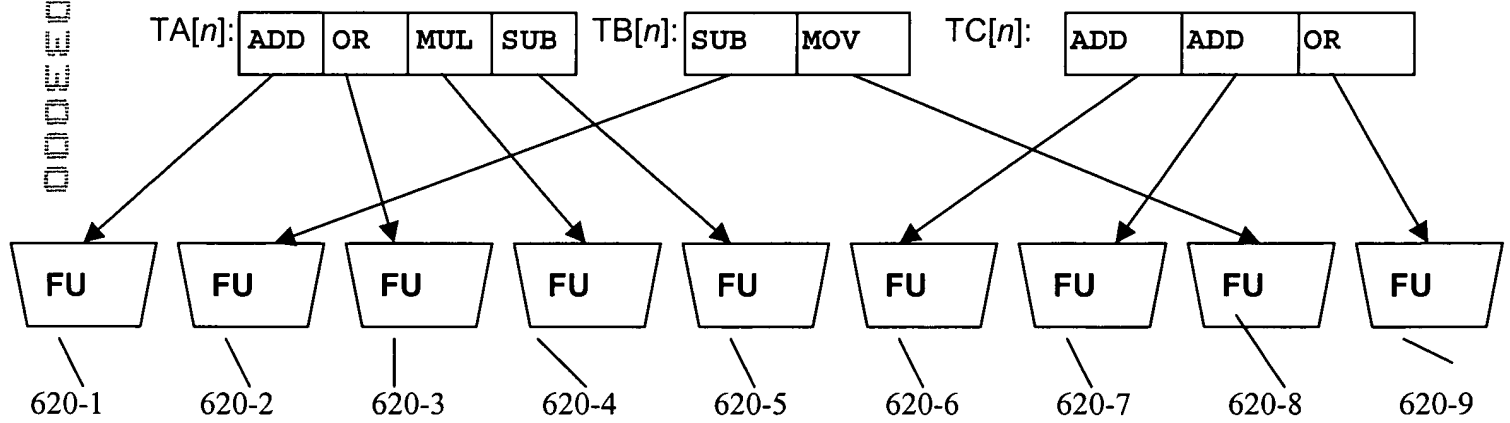 TA[n]: ADD OR MUL SUB TB[n]: SUB MOV TC[n]: ADD ADD OR
FU FU FU FU FU FU FU FU FU
620-1 620-2 620-3 620-4 620-5 620-6 620-7 620-8 620-9